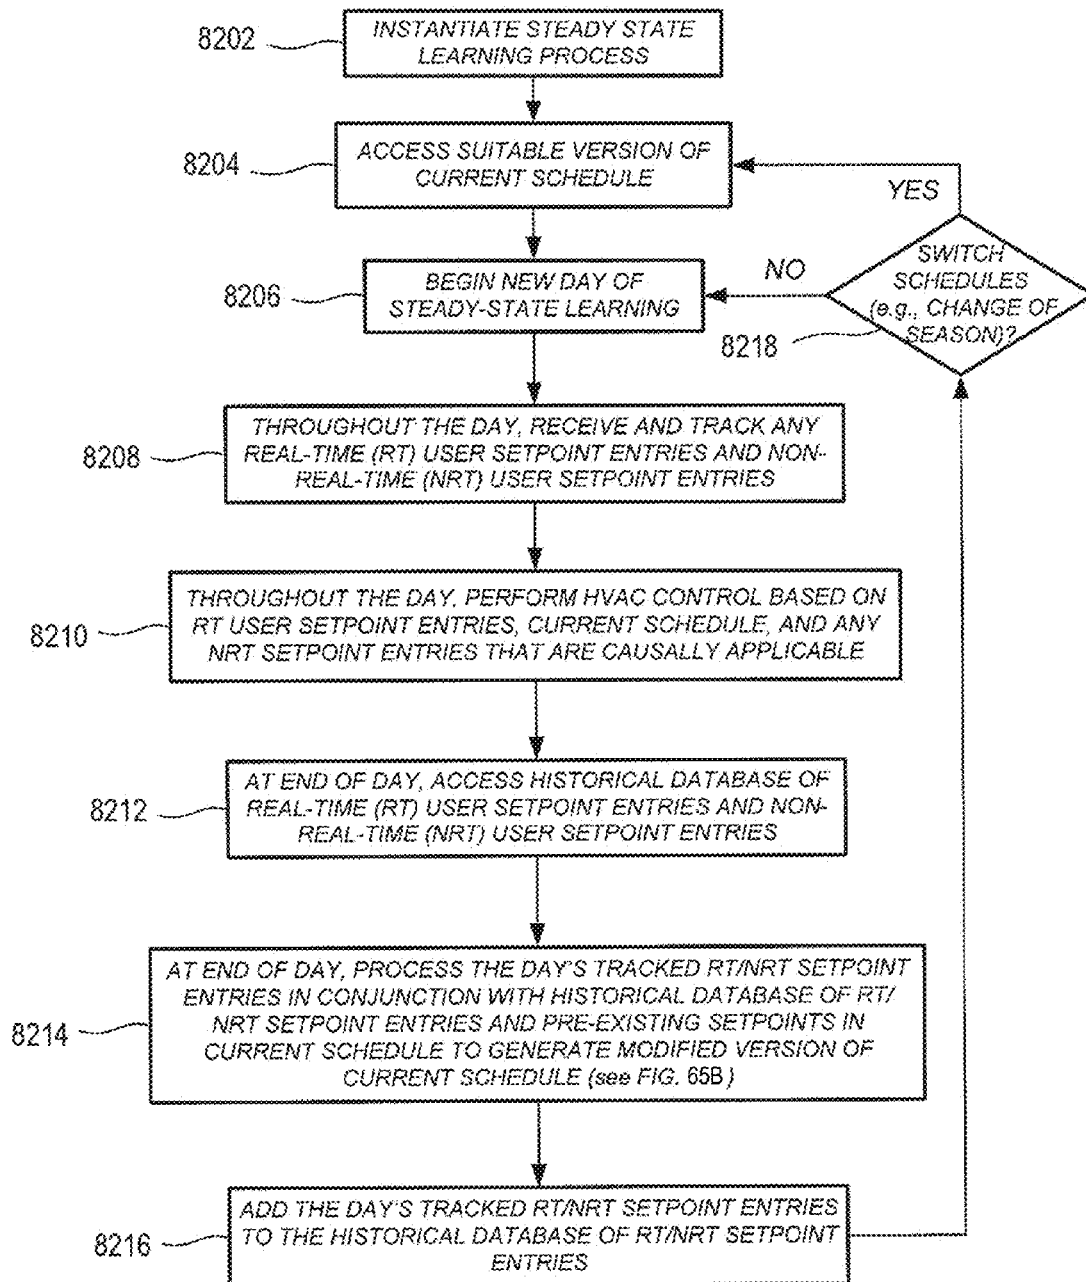 8202
INSTANTIATE STEADY STATE
LEARNING PROCESS
8204
ACCESS SUITABLE VERSION OF
CURRENT SCHEDULE
YES
8206
BEGIN NEW DAY OF
STEADY-STATE LEARNING
NO
SWITCH
SCHEDULES
(e.g., CHANGE OF
SEASON)?
8218
8208
THROUGHOUT THE DAY, RECEIVE AND TRACK ANY
REAL-TIME (RT) USER SETPOINT ENTRIES AND NON-
REAL-TIME (NRT) USER SETPOINT ENTRIES
8210
THROUGHOUT THE DAY, PERFORM HVAC CONTROL BASED ON
RT USER SETPOINT ENTRIES, CURRENT SCHEDULE, AND ANY
NRT SETPOINT ENTRIES THAT ARE CAUSALLY APPLICABLE
8212
AT END OF DAY, ACCESS HISTORICAL DATABASE OF
REAL-TIME (RT) USER SETPOINT ENTRIES AND NON-
REAL-TIME (NRT) USER SETPOINT ENTRIES
8214
AT END OF DAY, PROCESS THE DAY'S TRACKED RT/NRT SETPOINT
ENTRIES IN CONJUNCTION WITH HISTORICAL DATABASE OF RT/
NRT SETPOINT ENTRIES AND PRE-EXISTING SETPOINTS IN
CURRENT SCHEDULE TO GENERATE MODIFIED VERSION OF
CURRENT SCHEDULE (see FIG. 65B)
8216
ADD THE DAY'S TRACKED RT/NRT SETPOINT ENTRIES
TO THE HISTORICAL DATABASE OF RT/NRT SETPOINT
ENTRIES